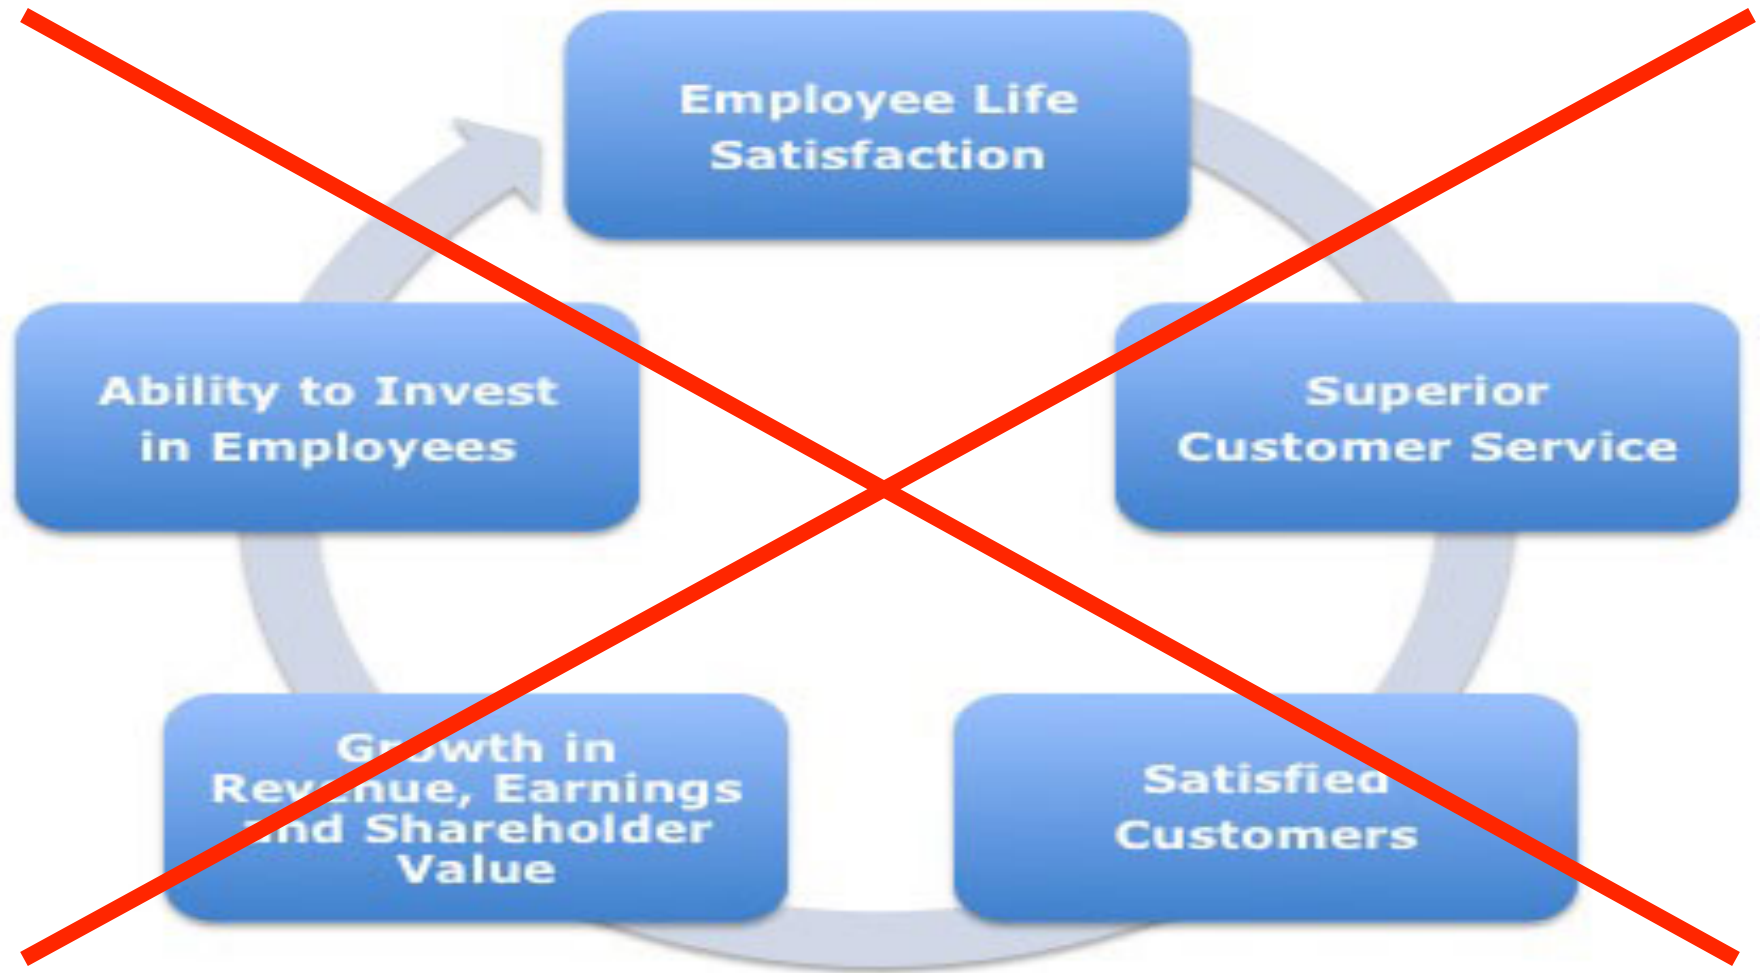 Employee Life
Satisfaction
Superior
Customer Service
Satisfied
Customers
Growth in
Revenue, Earnings
and Shareholder
Value
Ability to Invest
in Employees